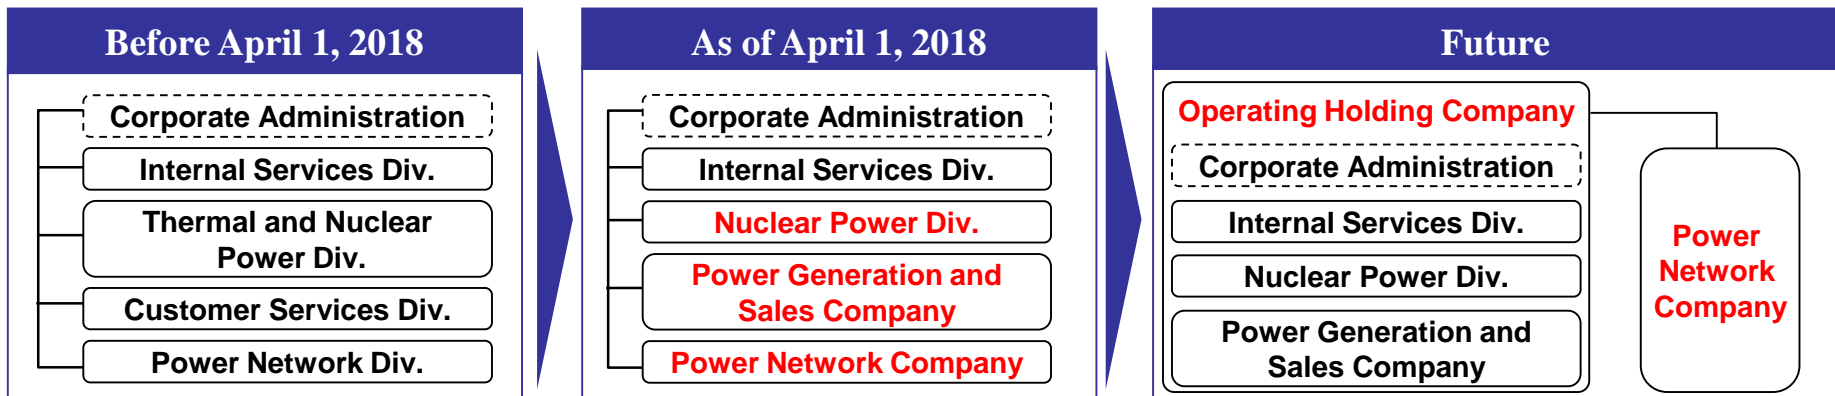 Before April 1, 2018
Corporate Administration
Internal Services Div.
Thermal and Nuclear
Power Div.
Customer Services Div.
Power Network Div.
As of April 1, 2018
Corporate Administration
Internal Services Div.
Nuclear Power Div.
Power Generation and
Sales Company
Power Network Company
Future
Operating Holding Company
Corporate Administration
Internal Services Div.
Nuclear Power Div.
Power Generation and
Sales Company
Power
Network
Company